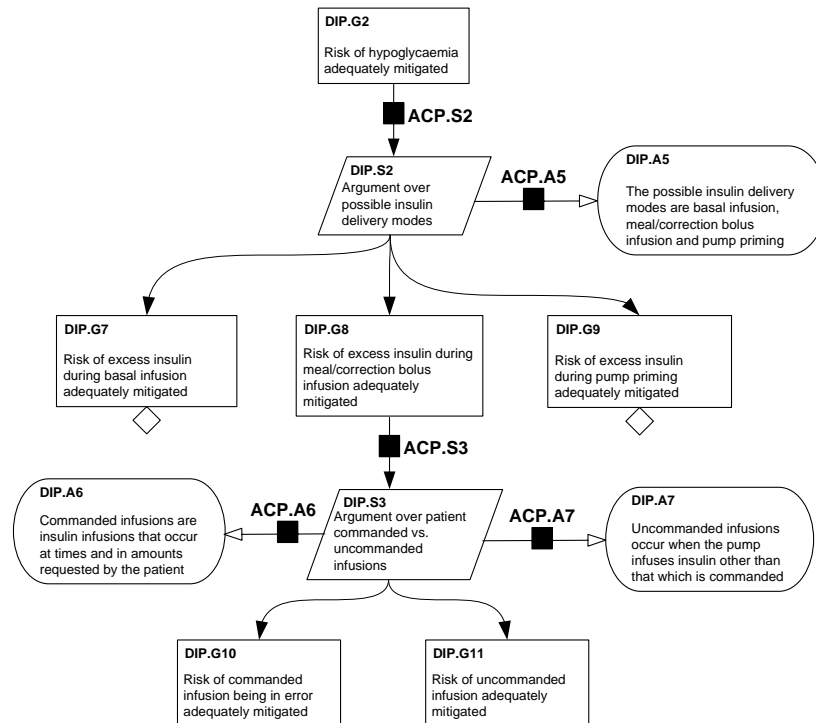 DIP.G2
Risk of hypoglycaemia
adequately mitigated
ACP.S2
DIP.S2
Argument over
possible insulin
delivery modes
ACP.A5
DIP.A5
The possible insulin delivery
modes are basal infusion,
meal/correction bolus
infusion and pump priming
DIP.G7
Risk of excess insulin
during basal infusion
adequately mitigated
DIP.G8
Risk of excess insulin during
meal/correction bolus
infusion adequately
mitigated
DIP.G9
Risk of excess insulin
during pump priming
adequately mitigated
ACP.S3
DIP.A6
Commanded infusions are
insulin infusions that occur
at times and in amounts
requested by the patient
ACP.A6
DIP.S3
Argument over patient
commanded vs.
uncommanded
infusions
ACP.A7
DIP.A7
Uncommanded infusions
occur when the pump
infuses insulin other than
that which is commanded
DIP.G10
Risk of commanded
infusion being in error
adequately mitigated
DIP.G11
Risk of uncommanded
infusion adequately
mitigated